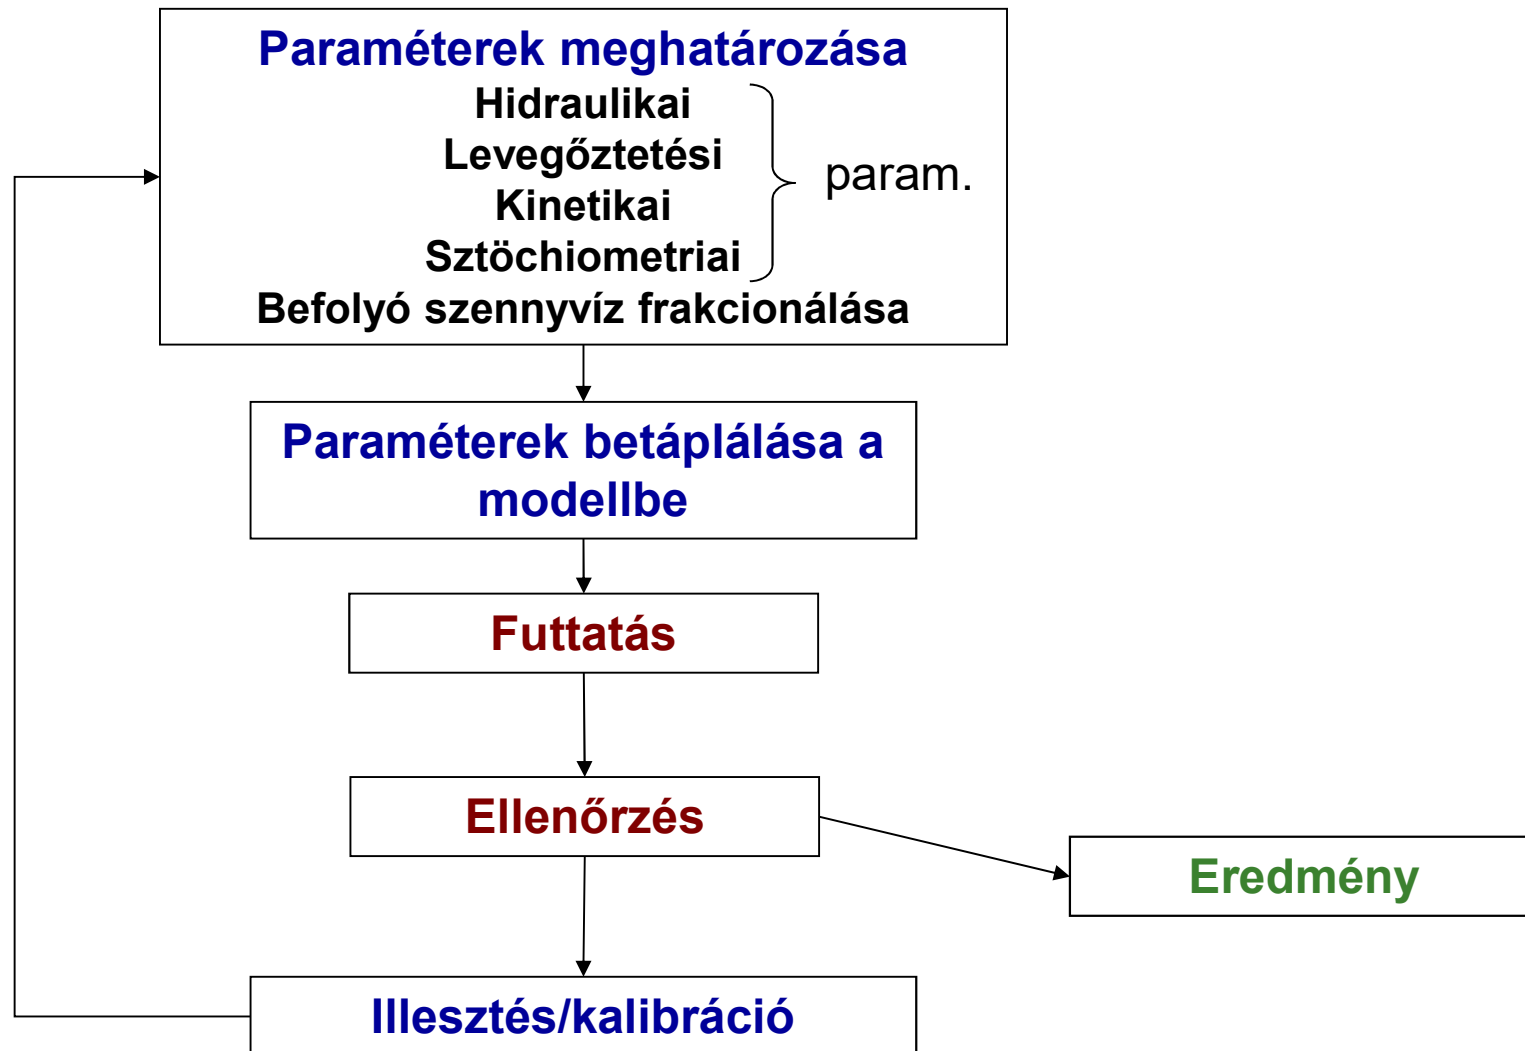 Paraméterek meghatározása
Hidraulikai
Levegőztetési
Kinetikai
Sztöchiometriai
param.
Befolyó szennyvíz frakcionálása
Paraméterek betáplálása a
modellbe
Futtatás
Ellenőrzés
Eredmény
Illesztés/kalibráció